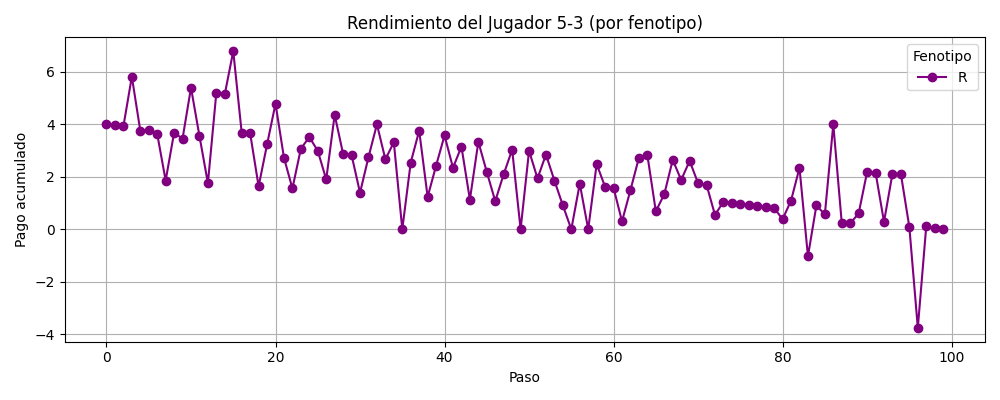 Rendimiento del Jugador 5-3 (por fenotipo)
Pago acumulado
6
4
2
0
−2
−4
Fenotipo
R
0 20 40 60 80 100
Paso